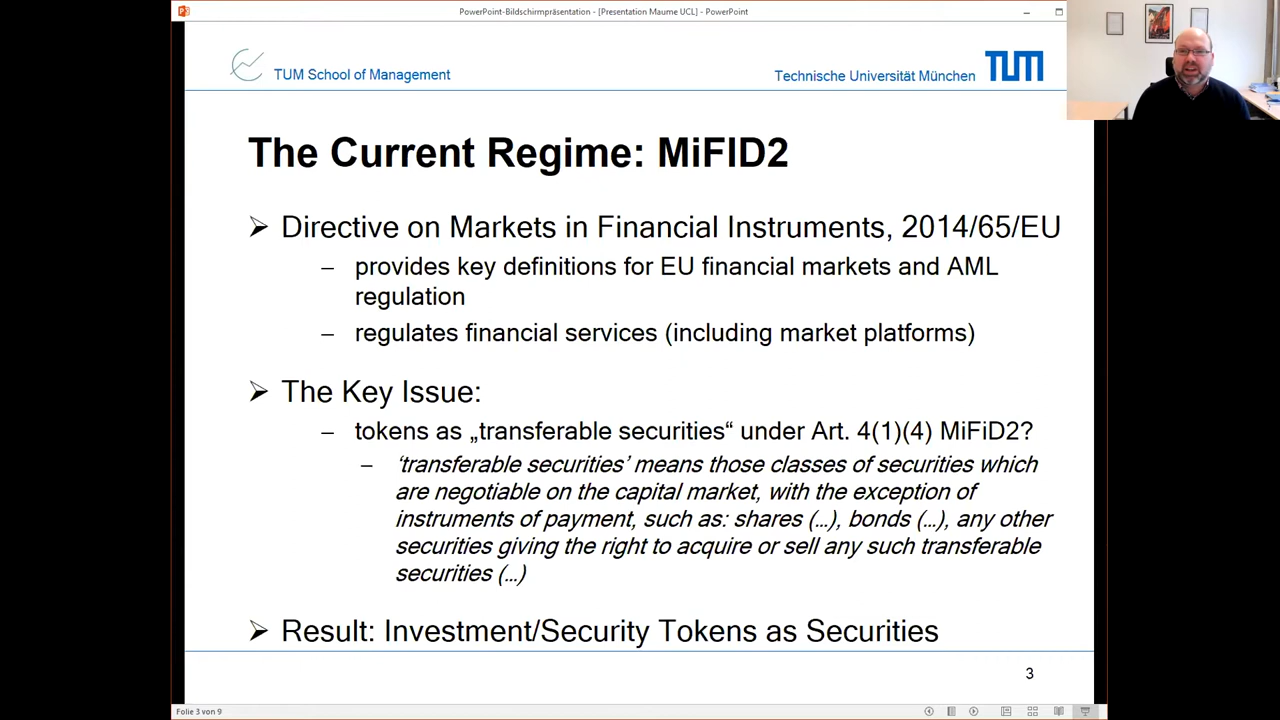 PowerPoint-Bildschirmpräsentation - [Presentation Maume UCL] - PowerPoint
TUM School of Management
Technische Universität München
TUM
The Current Regime: MiFID2
Directive on Markets in Financial Instruments, 2014/65/EU
– provides key definitions for EU financial markets and AML
regulation
– regulates financial services (including market platforms)
The Key Issue:
– tokens as „transferable securities“ under Art. 4(1)(4) MiFiD2?
– ‘transferable securities’ means those classes of securities which
are negotiable on the capital market, with the exception of
instruments of payment, such as: shares (...), bonds (...), any other
securities giving the right to acquire or sell any such transferable
securities (...)
Result: Investment/Security Tokens as Securities
3
Folie 3 von 9